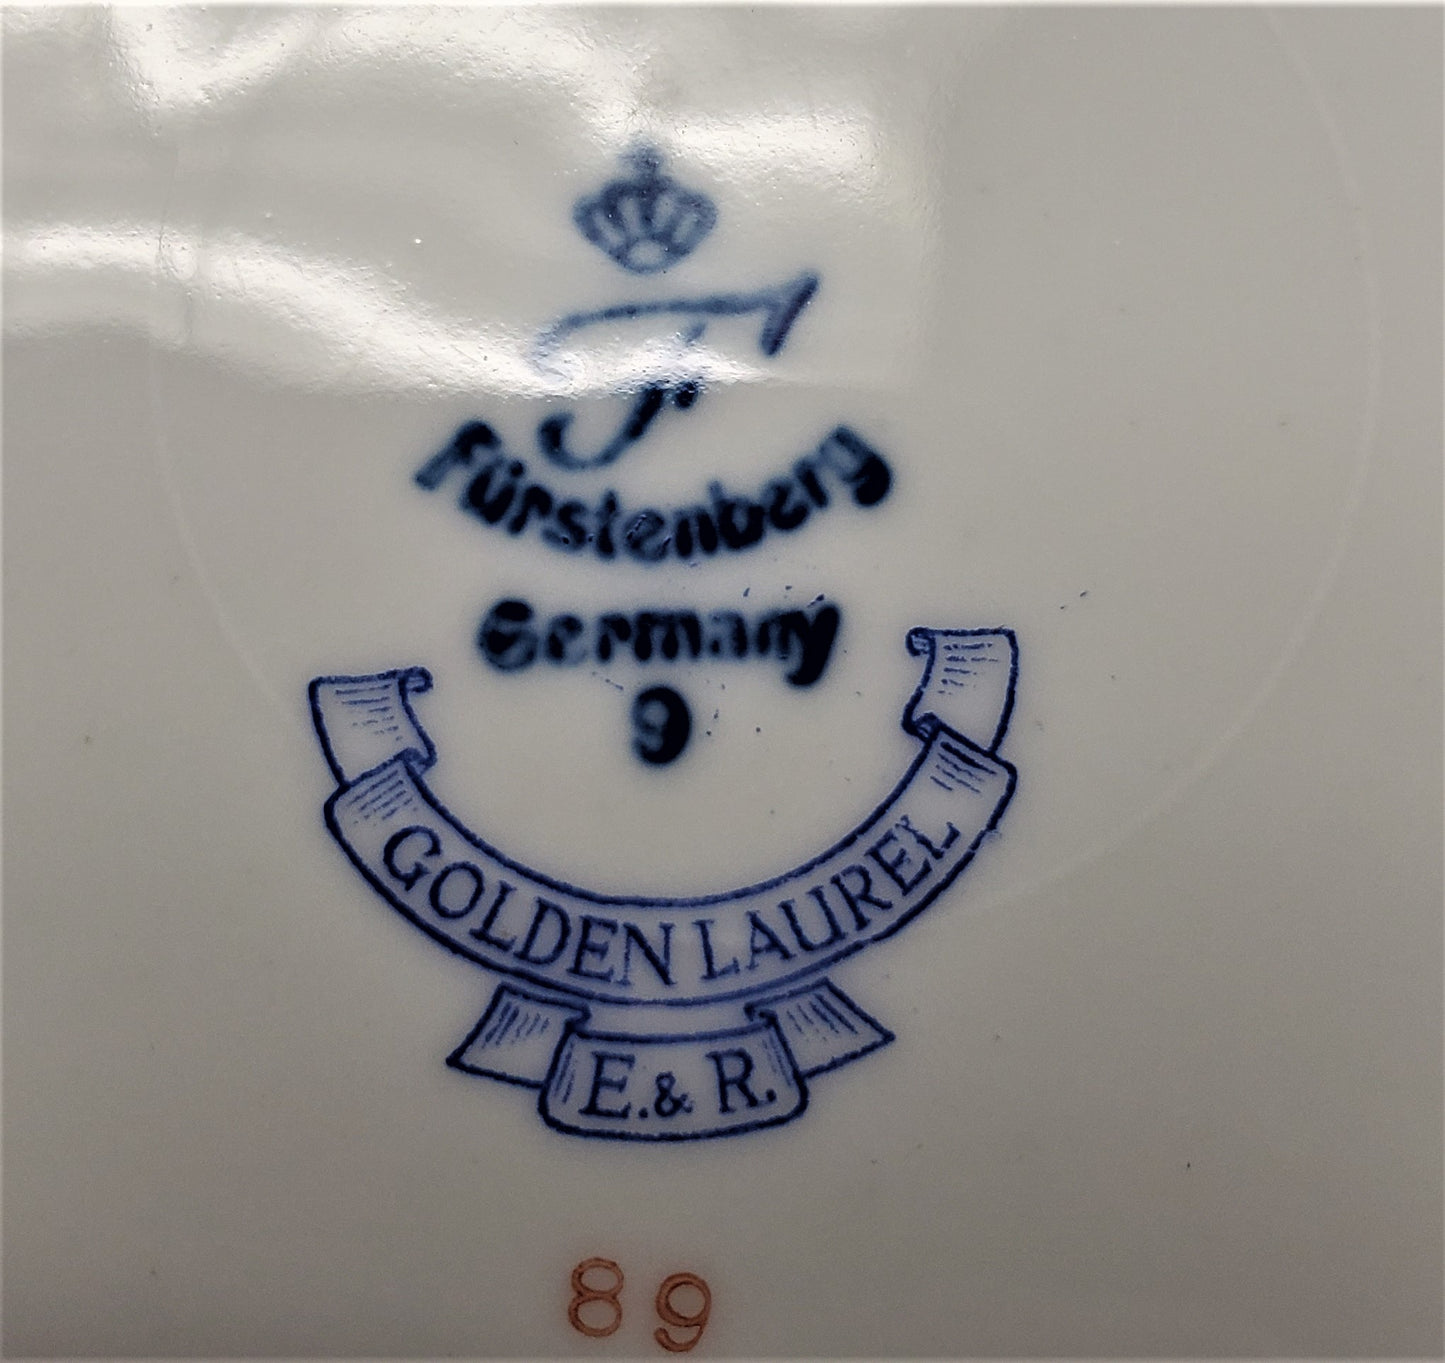 F
Fürstenberg
Germany
9
GOLDEN LAUREL
E. & R.
89